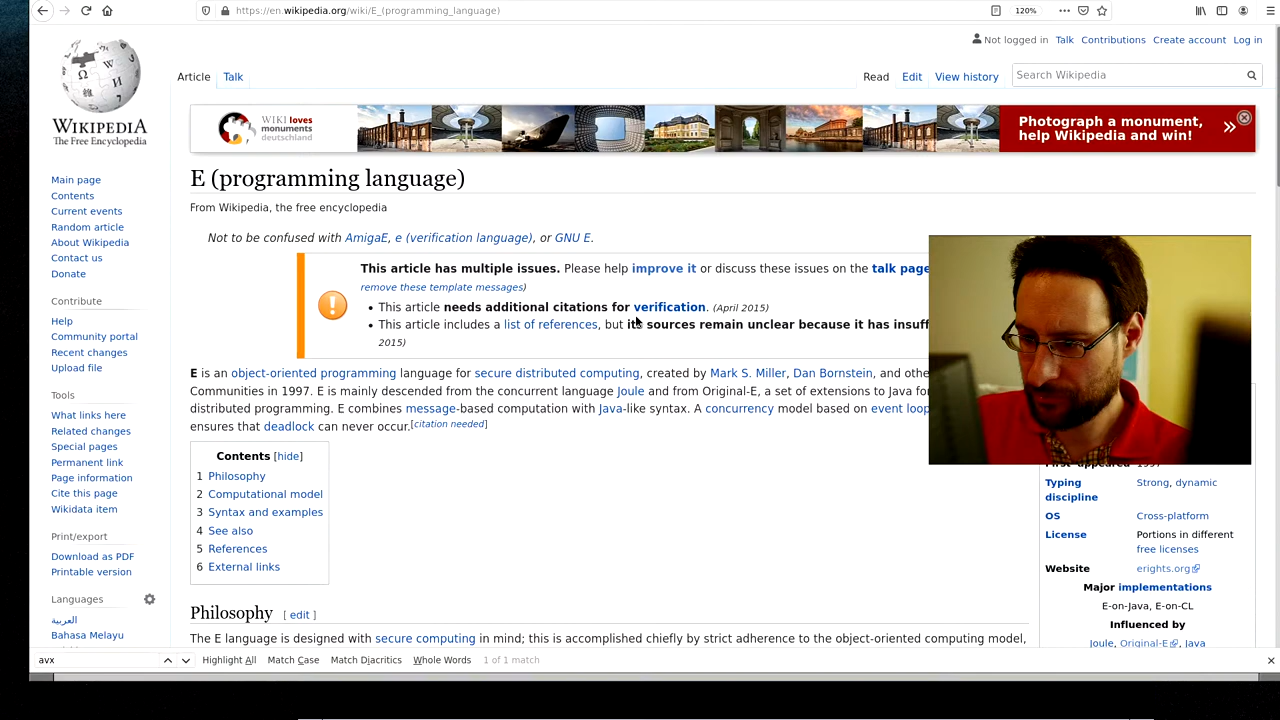 https://en.wikipedia.org/wiki/E_(programming_language)
120%
Not logged in Talk Contributions Create account Log in
Article Talk
Read Edit View history
Search Wikipedia
WIKIPEDIA
The Free Encyclopedia
WIKI loves
monuments
deutschland
Photograph a monument,
help Wikipedia and win!
Main page
Contents
Current events
Random article
About Wikipedia
Contact us
Donate
Contribute
Help
Community portal
Recent changes
Upload file
Tools
What links here
Related changes
Special pages
Permanent link
Page information
Cite this page
Wikidata item
Print/export
Download as PDF
Printable version
Languages
العربية
Bahasa Melayu
E (programming language)
From Wikipedia, the free encyclopedia
Not to be confused with AmigaE, e (verification language), or GNU E.
This article has multiple issues. Please help improve it or discuss these issues on the talk page
remove these template messages)
• This article needs additional citations for verification. (April 2015)
• This article includes a list of references, but its sources remain unclear because it has insuff
2015)
E is an object-oriented programming language for secure distributed computing, created by Mark S. Miller, Dan Bornstein, and othe
Communities in 1997. E is mainly descended from the concurrent language Joule and from Original-E, a set of extensions to Java fo
distributed programming. E combines message-based computation with Java-like syntax. A concurrency model based on event loop
ensures that deadlock can never occur.[citation needed]
Contents [hide]
1 Philosophy
2 Computational model
3 Syntax and examples
4 See also
5 References
6 External links
First appeared 1997
Typing
discipline
Strong, dynamic
OS Cross-platform
License Portions in different
free licenses
Website erights.org
Major implementations
E-on-Java, E-on-CL
Influenced by
Joule, Original-E, Java
Philosophy [ edit ]
The E language is designed with secure computing in mind; this is accomplished chiefly by strict adherence to the object-oriented computing model,
avx
Highlight All Match Case Match Diacritics Whole Words 1 of 1 match